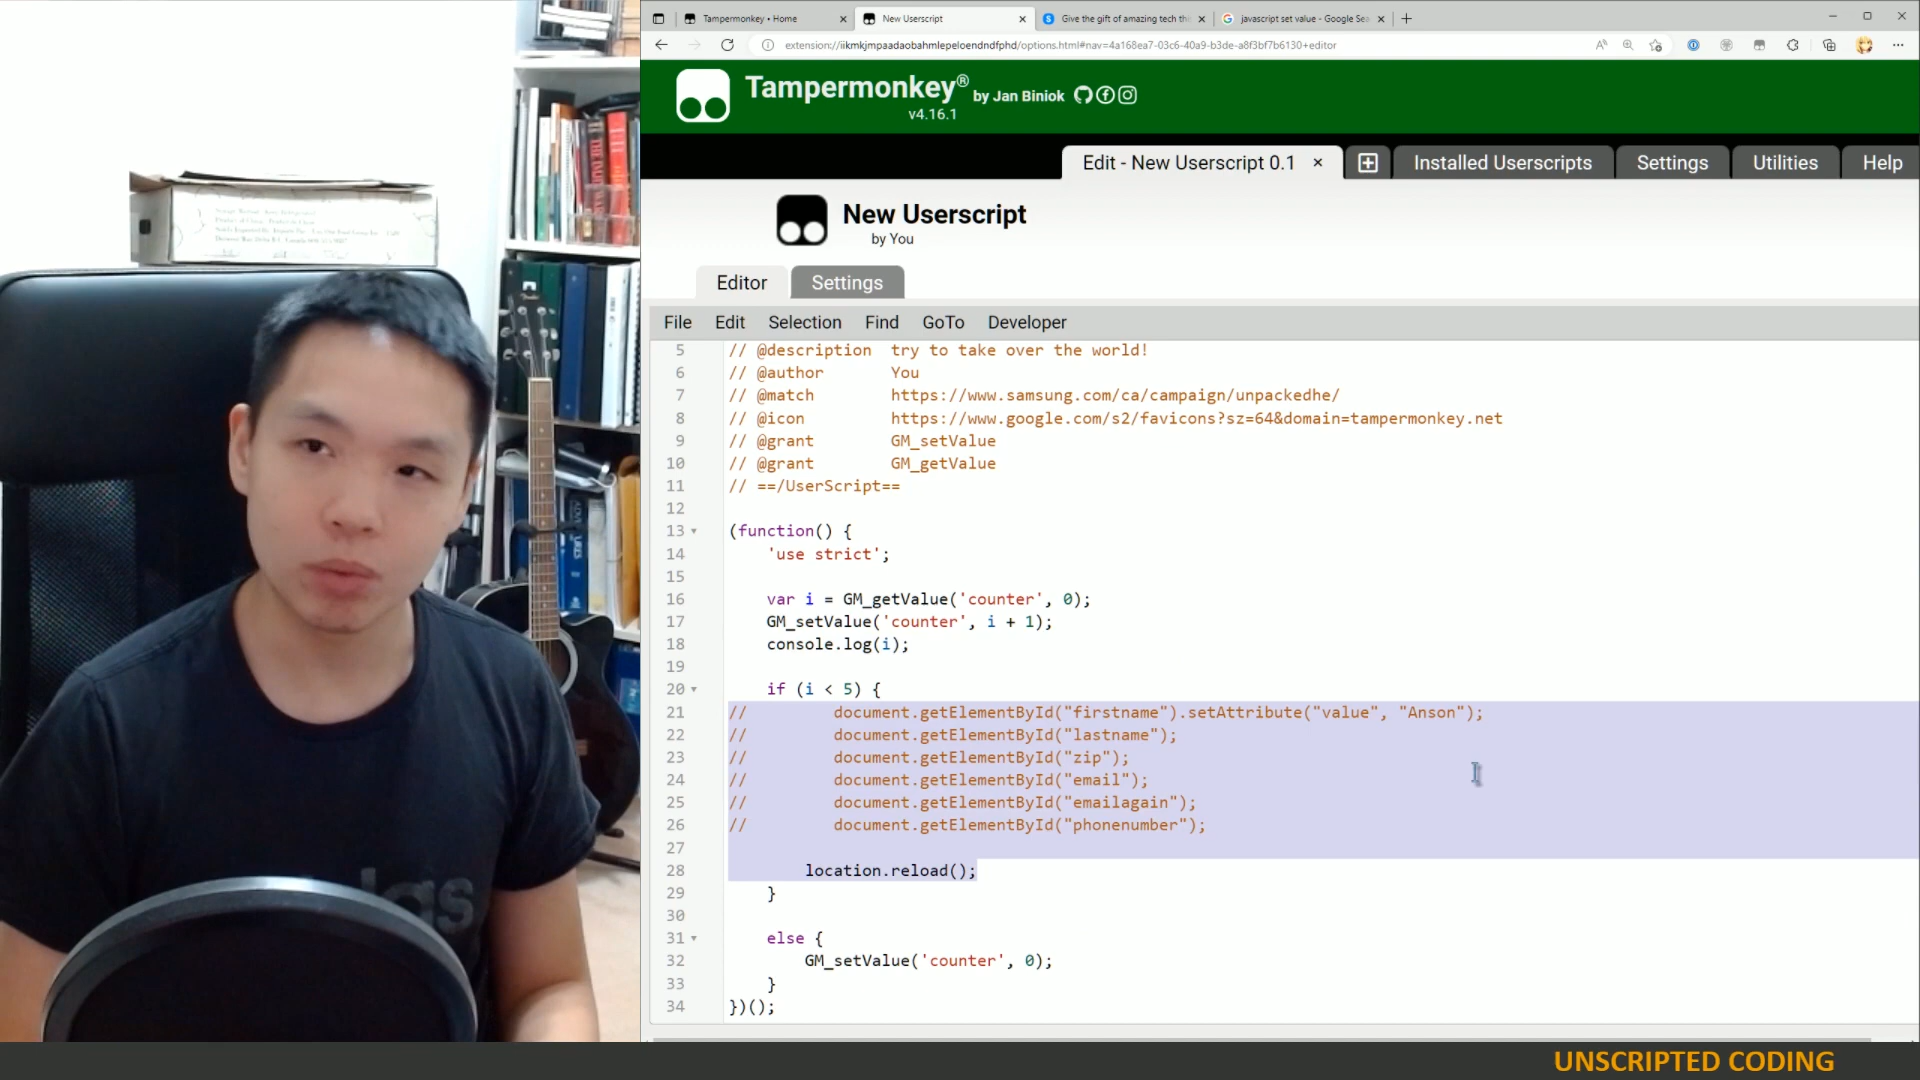 Tampermonkey • Home
New Userscript
Give the gift of amazing tech th
javascript set value - Google Sea
extension://iikmkjmpaadaobahmlepeloendndfphd/options.html#nav=4a168ea7-03c6-40a9-b3de-a8f3bf7b6130+editor
Tampermonkey® by Jan Biniok
v4.16.1
Edit - New Userscript 0.1
Installed Userscripts
Settings
Utilities
Help
New Userscript
by You
Editor
Settings
File Edit Selection Find GoTo Developer
5 // @description try to take over the world!
6 // @author You
7 // @match https://www.samsung.com/ca/campaign/unpackedhe/
8 // @icon https://www.google.com/s2/favicons?sz=64&domain=tampermonkey.net
9 // @grant GM_setValue
10 // @grant GM_getValue
11 // ==/UserScript==
12
13 (function() {
14 'use strict';
15
16 var i = GM_getValue('counter', 0);
17 GM_setValue('counter', i + 1);
18 console.log(i);
19
20 if (i < 5) {
21 // document.getElementById("firstname").setAttribute("value", "Anson");
22 // document.getElementById("lastname");
23 // document.getElementById("zip");
24 // document.getElementById("email");
25 // document.getElementById("emailagain");
26 // document.getElementById("phonenumber");
27
28 location.reload();
29 }
30
31 else {
32 GM_setValue('counter', 0);
33 }
34 })();
UNSCRIPTED CODING